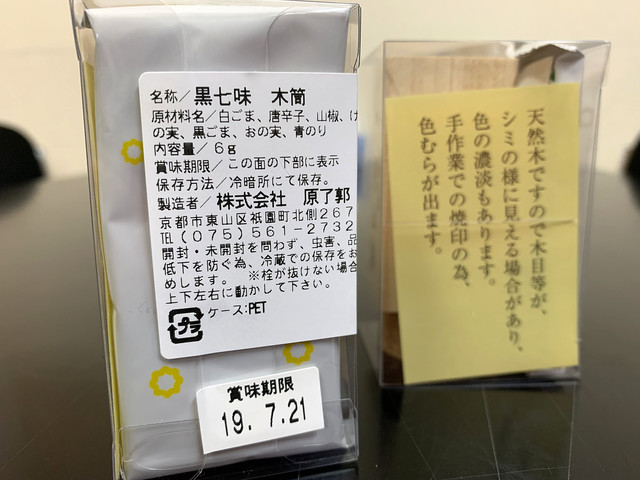 名称/黒七味 木筒
原材料名/白ごま、唐辛子、山椒、け
の実、黒ごま、おの実、青のり
内容量/6g
賞味期限/この面の下部に表示
保存方法/冷暗所にて保存。
製造者/株式会社 原了郭
京都市東山区祇園町北側267
TEL(075)561-2732
開封・未開封を問わず、虫害、品
低下を防ぐ為、冷蔵での保存をお
めします。 ※栓が抜けない場合
上下左右に動かして下さい。
プラ
ケース:PET
賞味期限
19.7.21
天然木ですので木目等が、
シミの様に見える場合があり、
色の濃淡もあります。
手作業での焼印の為、
色むらが出ます。